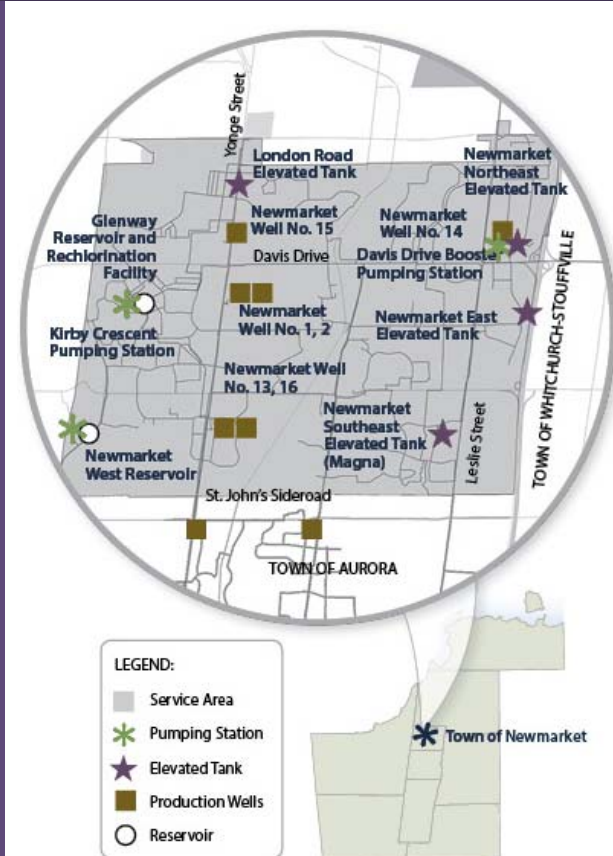 Yonge Street
London Road
Elevated Tank
Newmarket
Northeast
Elevated Tank
Glenway
Reservoir and
Rechlorination
Facility
Newmarket
Well No. 15
Newmarket
Well No. 14
Davis Drive
Davis Drive Booster
Pumping Station
Kirby Crescent
Pumping Station
Newmarket
Well No. 1, 2
Newmarket East
Elevated Tank
TOWN OF WHITCHURCH-STOUFFVILLE
Newmarket Well
No. 13, 16
Newmarket
Southeast
Elevated Tank
(Magna)
Leslie Street
Newmarket
West Reservoir
St. John's Sideroad
TOWN OF AURORA
LEGEND:
Service Area
Pumping Station
Elevated Tank
Production Wells
Reservoir
Town of Newmarket